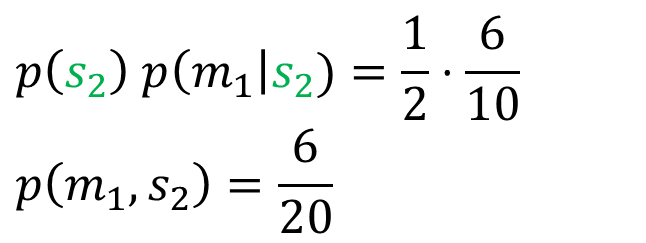 p(s₂) p(m₁|s₂) = 1/2 · 6/10
p(m₁, s₂) = 6/20